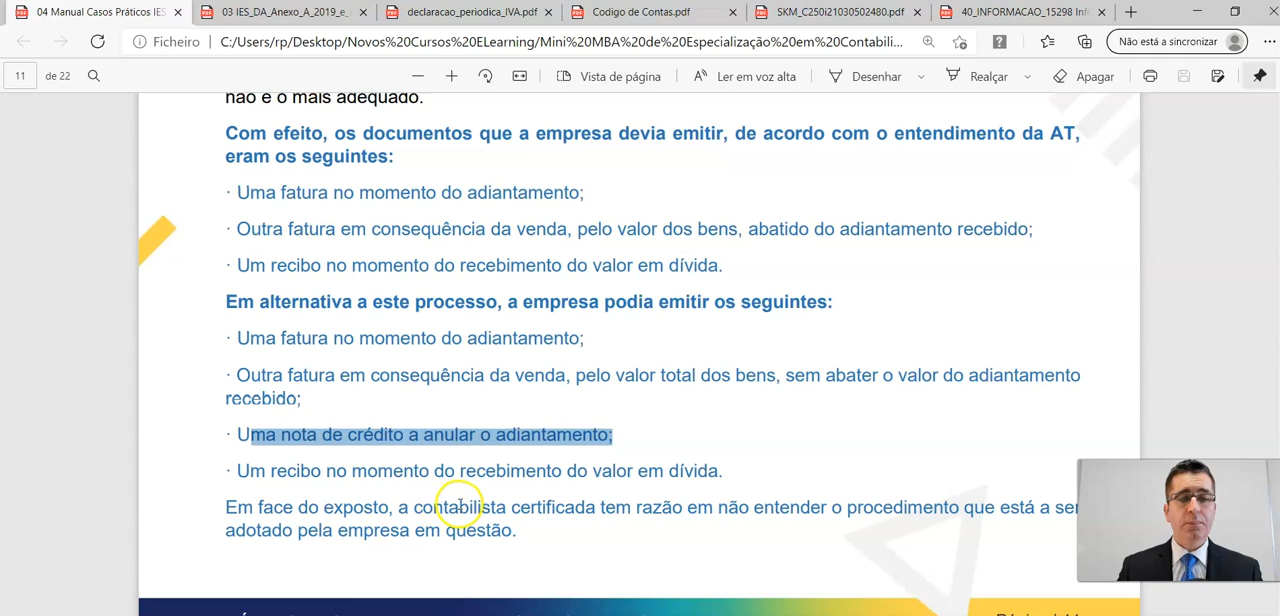 04 Manual Casos Práticos IES
03 IES_DA_Anexo_A_2019_e_
declaracao_periodica_IVA.pdf
Codigo de Contas.pdf
SKM_C250i21030502480.pdf
40_INFORMACAO_15298
Ficheiro
C:/Users/rp/Desktop/Novos%20Cursos%20ELearning/Mini%20MBA%20de%20Especialização%20em%20Contabili...
Não está a sincronizar
11 de 22
Vista de página
Ler em voz alta
Desenhar
Realçar
Apagar
não é o mais adequado.
Com efeito, os documentos que a empresa devia emitir, de acordo com o entendimento da AT,
eram os seguintes:
· Uma fatura no momento do adiantamento;
· Outra fatura em consequência da venda, pelo valor dos bens, abatido do adiantamento recebido;
· Um recibo no momento do recebimento do valor em dívida.
Em alternativa a este processo, a empresa podia emitir os seguintes:
· Uma fatura no momento do adiantamento;
· Outra fatura em consequência da venda, pelo valor total dos bens, sem abater o valor do adiantamento
recebido;
· Uma nota de crédito a anular o adiantamento;
· Um recibo no momento do recebimento do valor em dívida.
Em face do exposto, a contabilista certificada tem razão em não entender o procedimento que está a ser
adotado pela empresa em questão.